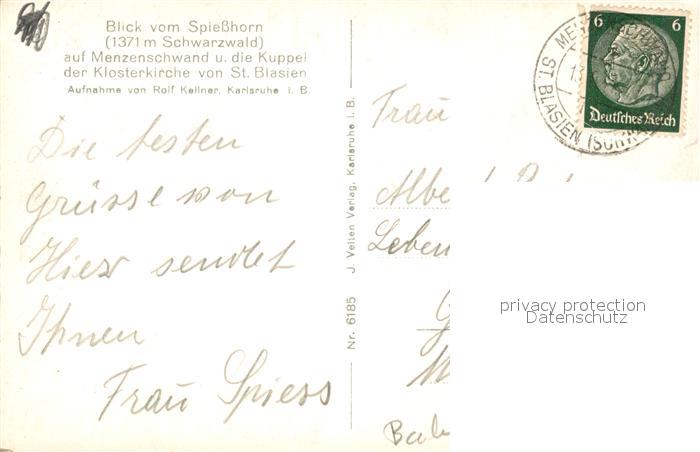 Blick vom Spießhorn
(1371 m Schwarzwald)
auf Menzenschwand u. die Kuppel
der Klosterkirche von St. Blasien
Aufnahme von Rolf Kellner, Karlsruhe i. B.
Die besten
Grüsse von
Hier sendet
Ihnen
Frau Spiess
Nr. 6185 J. Velten Verlag, Karlsruhe i. B.
6 6
Deutsches Reich
ST. BLASIEN
Frau
Albe
Leben
privacy protection
Datenschutz